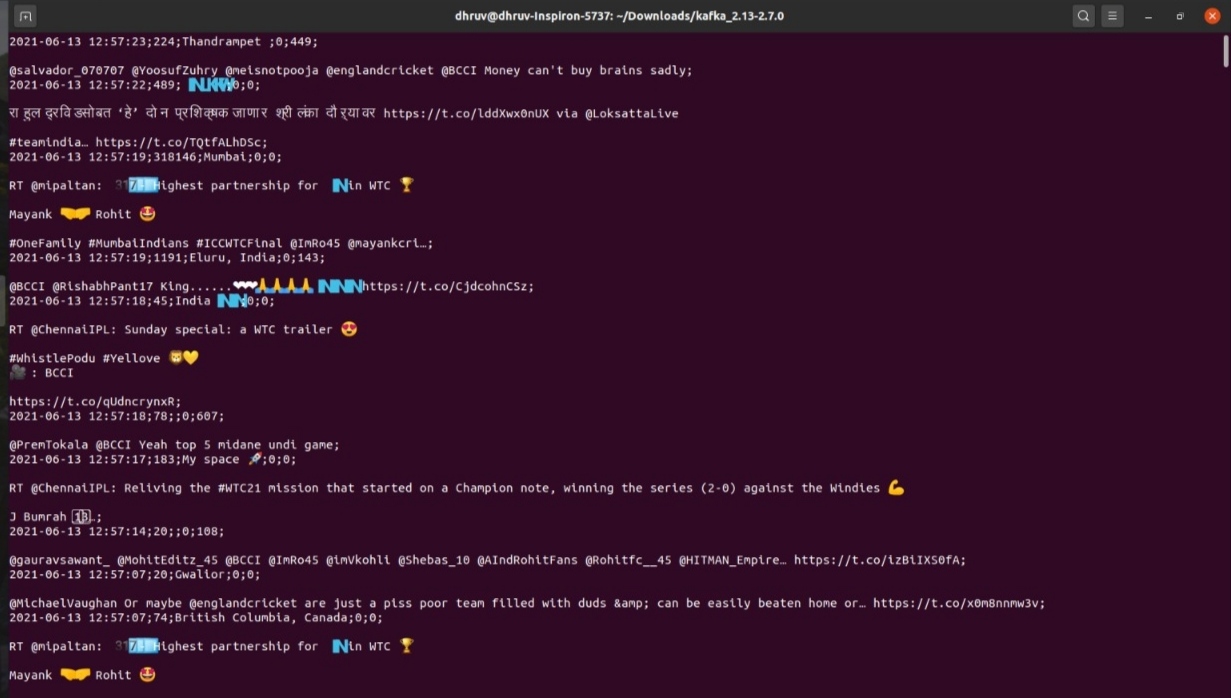 dhruv@dhruv-Inspiron-5737: ~/Downloads/kafka_2.13-2.7.0
2021-06-13 12:57:23;224;Thandrampet ;0;449;
@salvador_070707 @YoosufZuhry @meisnotpooja @englandcricket @BCCI Money can't buy brains sadly;
2021-06-13 12:57:22;489; 0;0;
राहुल द्रविडसोबत ‘हे’ दोन प्रशिक्षक जाणार श्रीलंका दौऱ्यावर https://t.co/lddXwx0nUX via @LoksattaLive
#teamindia… https://t.co/TQtfALhDSc;
2021-06-13 12:57:19;318146;Mumbai;0;0;
RT @mipaltan: 317 Highest partnership for in WTC 🏆
Mayank 🤝 Rohit 🤩
#OneFamily #MumbaiIndians #ICCWTCFinal @ImRo45 @mayankcri…;
2021-06-13 12:57:19;1191;Eluru, India;0;143;
@BCCI @RishabhPant17 King......🙏🙏🙏🙏 https://t.co/CjdcohnCSz;
2021-06-13 12:57:18;45;India ;0;0;
RT @ChennaiIPL: Sunday special: a WTC trailer 😍
#WhistlePodu #Yellove 🦁💛
🎥 : BCCI
https://t.co/qUdncrynxR;
2021-06-13 12:57:18;78;;0;607;
@PremTokala @BCCI Yeah top 5 midane undi game;
2021-06-13 12:57:17;183;My space 🚀;0;0;
RT @ChennaiIPL: Reliving the #WTC21 mission that started on a Champion note, winning the series (2-0) against the Windies 💪
J Bumrah …;
2021-06-13 12:57:14;20;;0;108;
@gauravsawant_ @MohitEditz_45 @BCCI @ImRo45 @imVkohli @Shebas_10 @AIndRohitFans @Rohitfc__45 @HITMAN_Empire… https://t.co/izBiIXS0fA;
2021-06-13 12:57:07;20;Gwalior;0;0;
@MichaelVaughan Or maybe @englandcricket are just a piss poor team filled with duds &amp; can be easily beaten home or… https://t.co/x0m8nnmw3v;
2021-06-13 12:57:07;74;British Columbia, Canada;0;0;
RT @mipaltan: 317 Highest partnership for in WTC 🏆
Mayank 🤝 Rohit 🤩